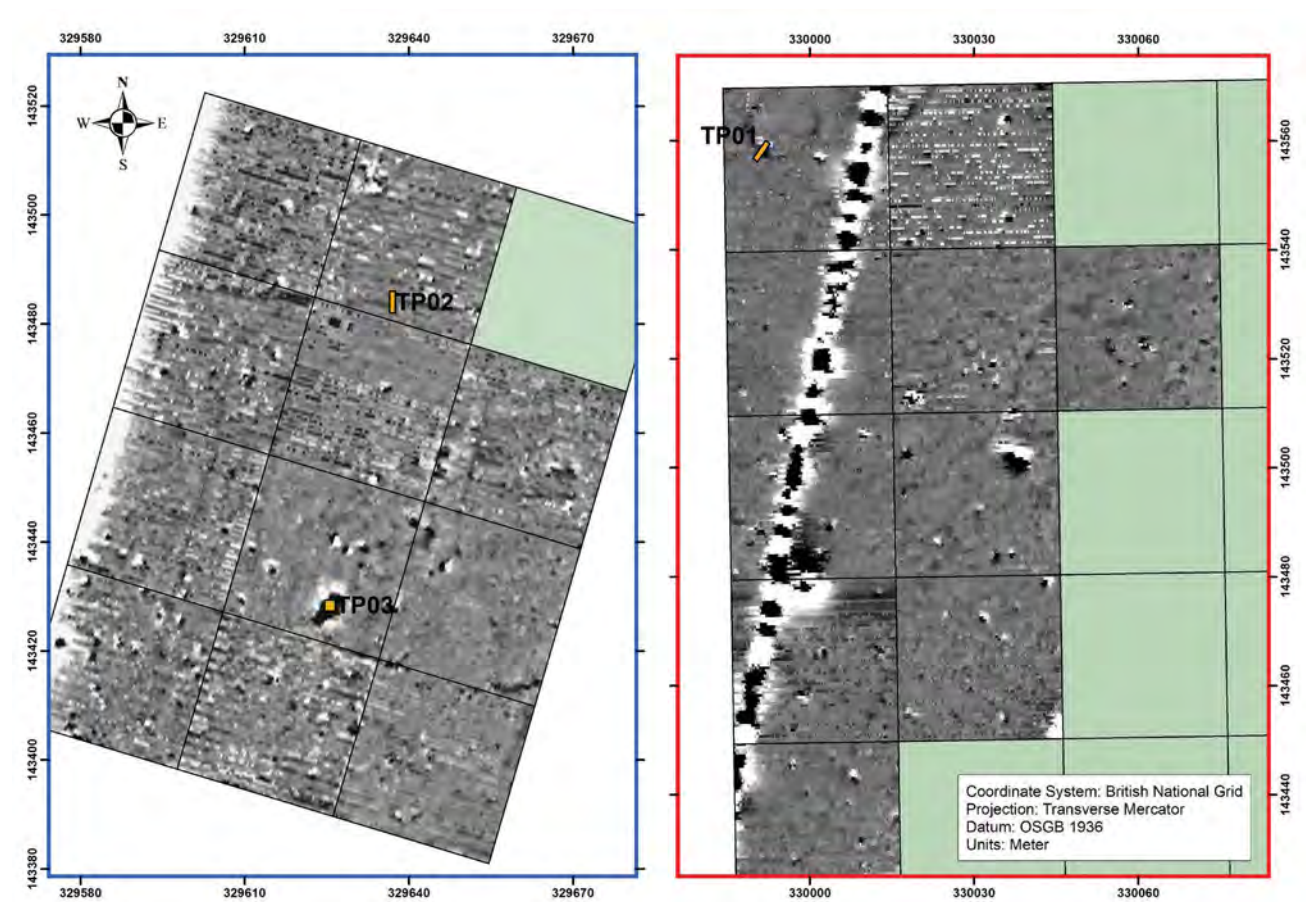 329580 329610 329640 329670
330000 330030 330060
143520
143500
143480
143460
143440
143420
143400
143380
N
W E
S
TP02
TP03
TP01
143560
143540
143520
143500
143480
143460
143440
Coordinate System: British National Grid
Projection: Transverse Mercator
Datum: OSGB 1936
Units: Meter
329580 329610 329640 329670
330000 330030 330060